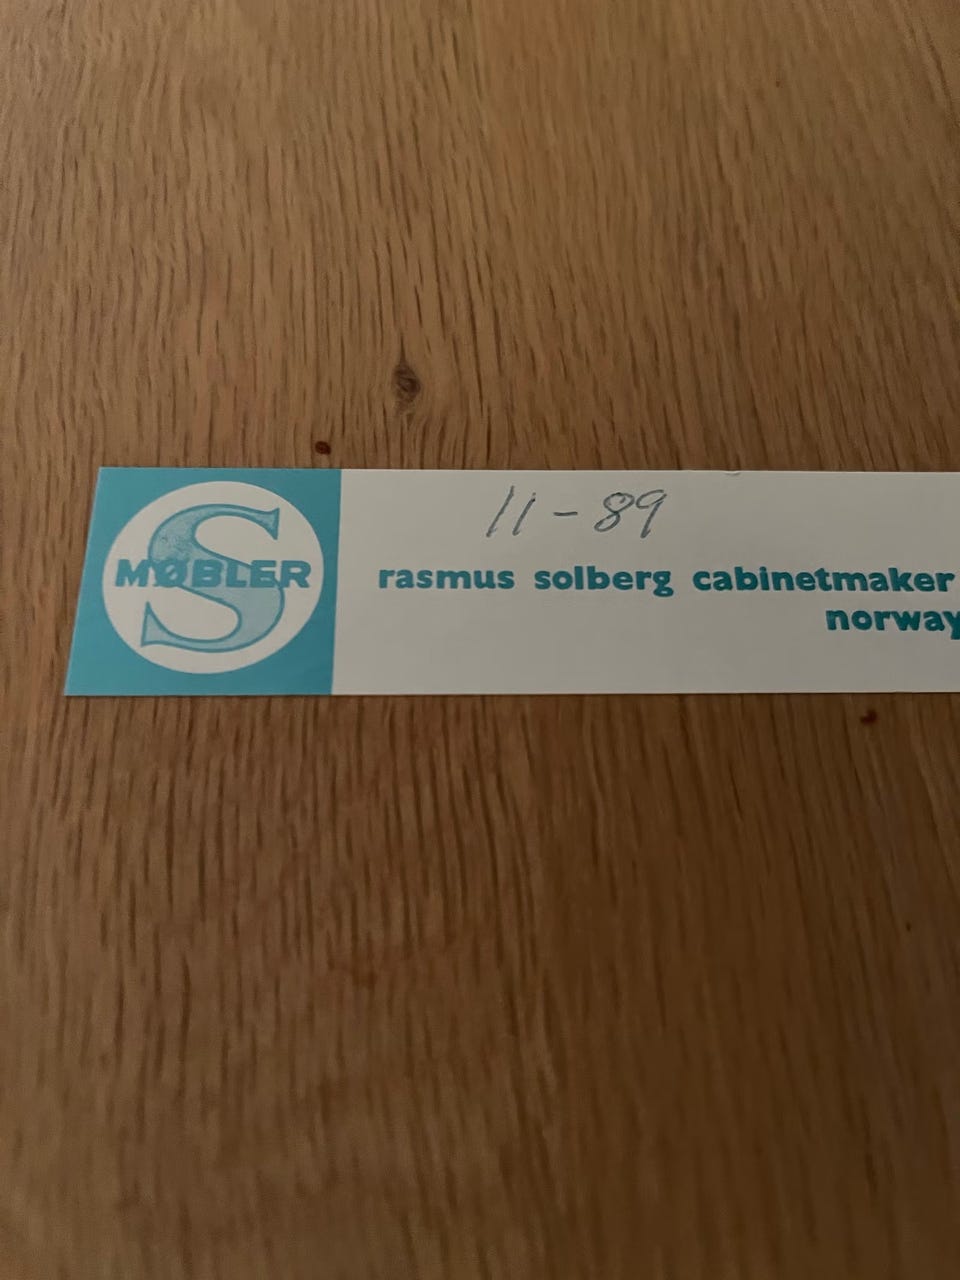 11-89
S
MØBLER
rasmus solberg cabinetmaker
norway